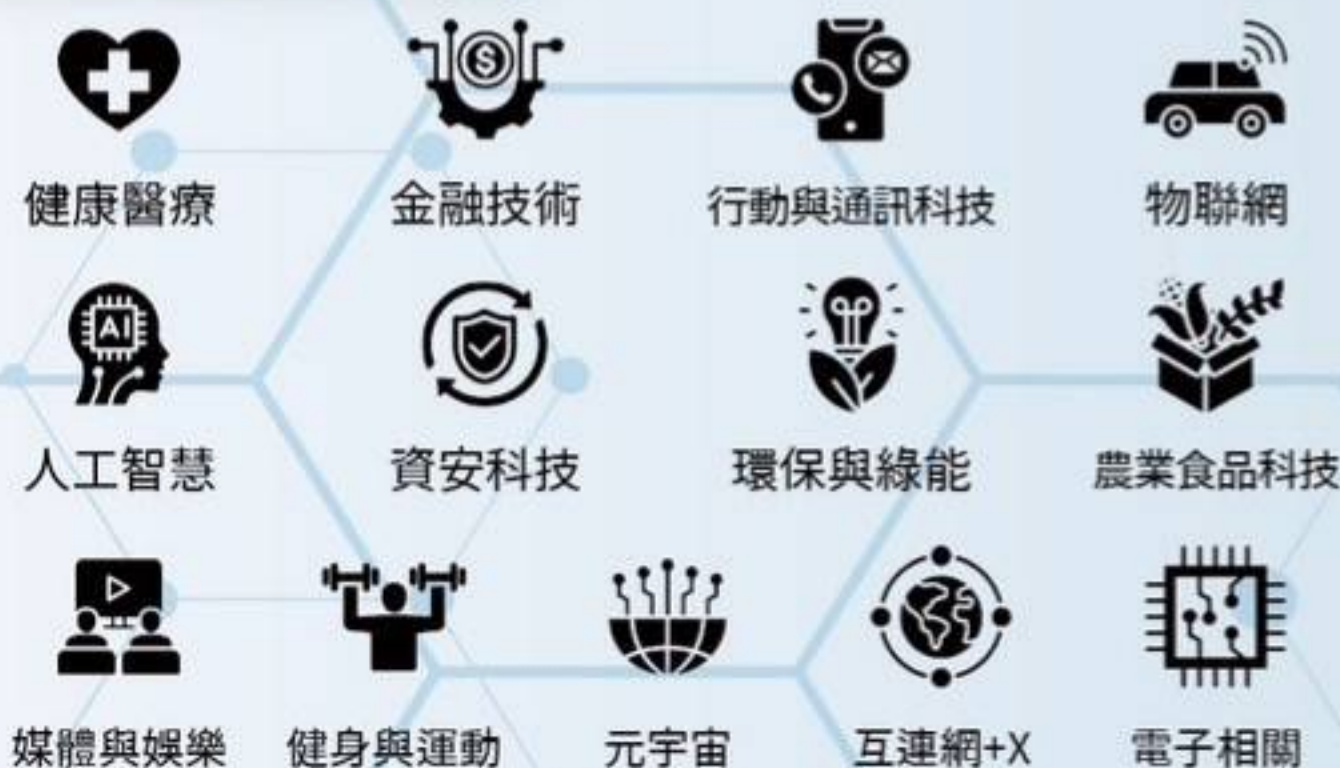 健康醫療
金融技術
行動與通訊科技
物聯網
AI
人工智慧
資安科技
環保與綠能
農業食品科技
媒體與娛樂
健身與運動
元宇宙
互連網+X
電子相關